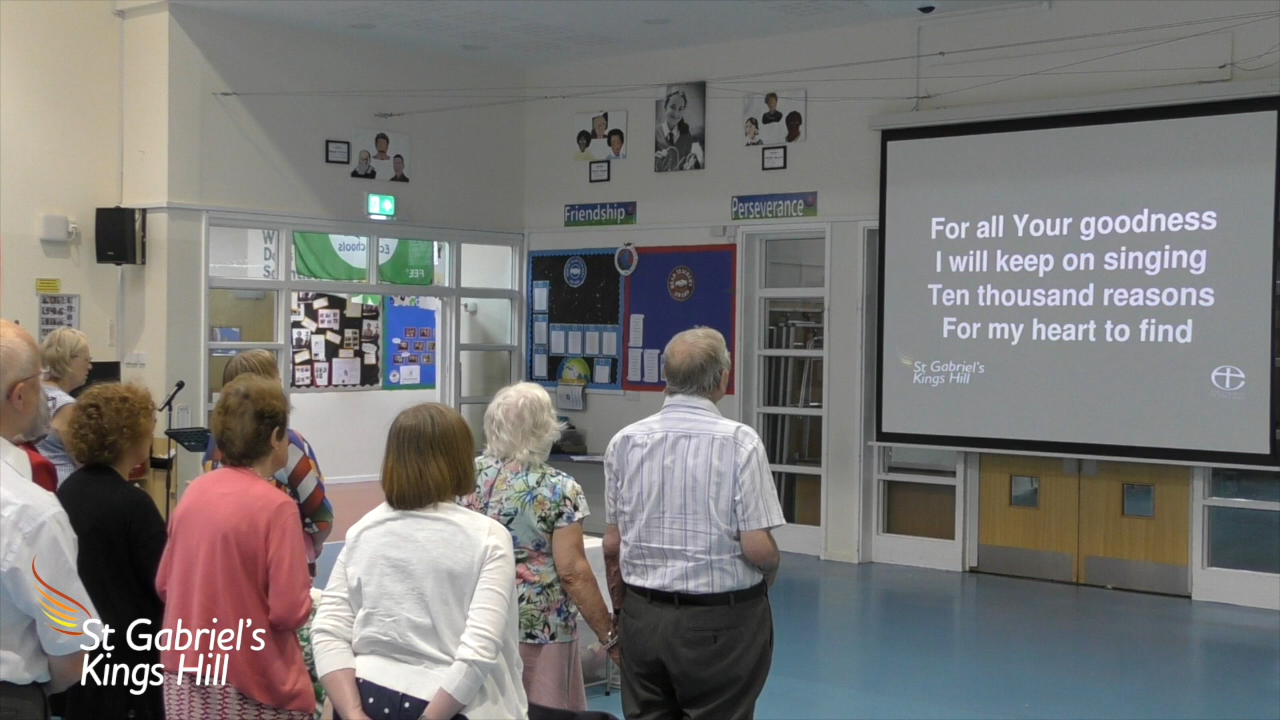 Friendship
Perseverance
For all Your goodness
I will keep on singing
Ten thousand reasons
For my heart to find
St Gabriel's
Kings Hill
FEE
St Gabriel's
Kings Hill